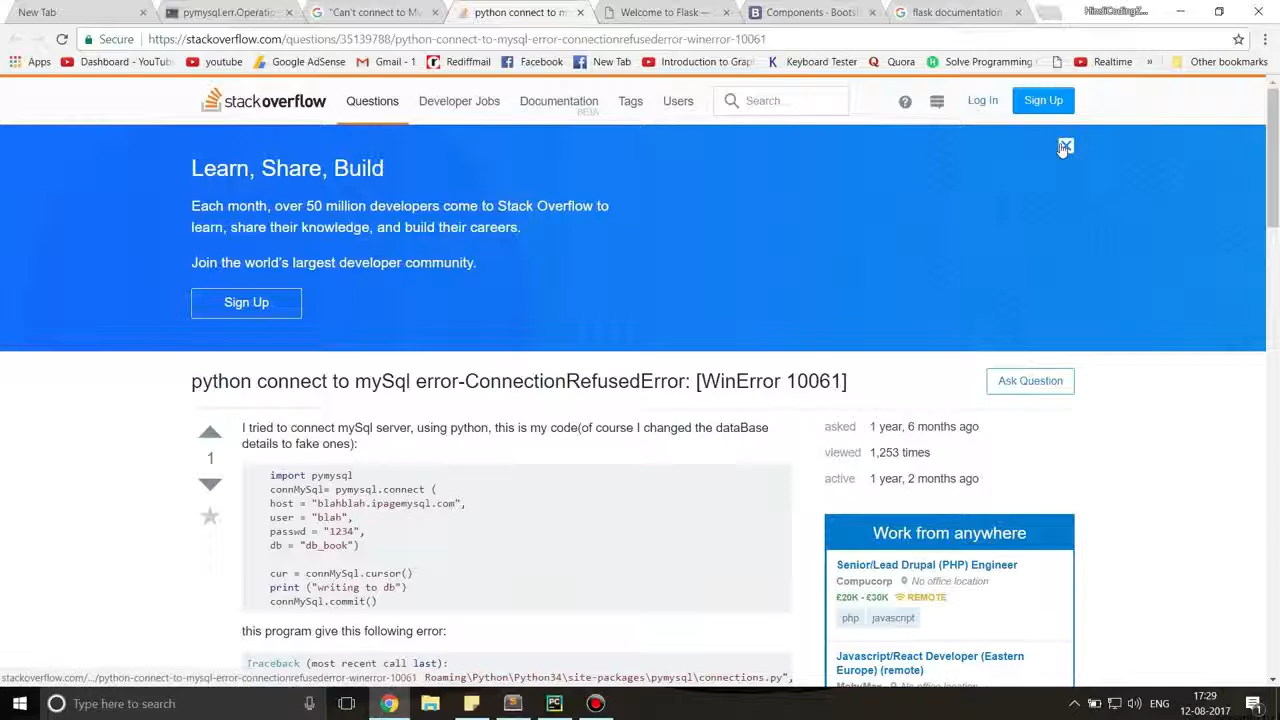 New Tab
pymysql.err.Operation
"Can't connect to M
python connect to m
Welcome to Flask —
Components · Bootst
flask documentation
HindiCodingZ...
Secure
https://stackoverflow.com/questions/35139788/python-connect-to-mysql-error-connectionrefusederror-winerror-10061
Apps
Dashboard - YouTub
youtube
Google AdSense
Gmail - 1
Rediffmail
Facebook
New Tab
Introduction to Grap
Keyboard Tester
Quora
Solve Programming
Realtime
»
Other bookmarks
stackoverflow
Questions
Developer Jobs
Documentation
BETA
Tags
Users
Search...
Log In
Sign Up
Learn, Share, Build
Each month, over 50 million developers come to Stack Overflow to
learn, share their knowledge, and build their careers.
Join the world's largest developer community.
Sign Up
python connect to mySql error-ConnectionRefusedError: [WinError 10061]
Ask Question
1
I tried to connect mySql server, using python, this is my code(of course I changed the dataBase
details to fake ones):
import pymysql
connMySql= pymysql.connect (
host = "blahblah.ipagemysql.com",
user = "blah",
passwd = "1234",
db = "db_book")
cur = connMySql.cursor()
print ("writing to db")
connMySql.commit()
this program give this following error:
Traceback (most recent call last):
Roaming\Python\Python34\site-packages\pymysql\connections.py",
asked 1 year, 6 months ago
viewed 1,253 times
active 1 year, 2 months ago
Work from anywhere
Senior/Lead Drupal (PHP) Engineer
Compucorp No office location
£20K - £30K REMOTE
php javascript
Javascript/React Developer (Eastern
Europe) (remote)
No office location
stackoverflow.com/.../python-connect-to-mysql-error-connectionrefusederror-winerror-10061
Type here to search
ENG
17:29
12-08-2017